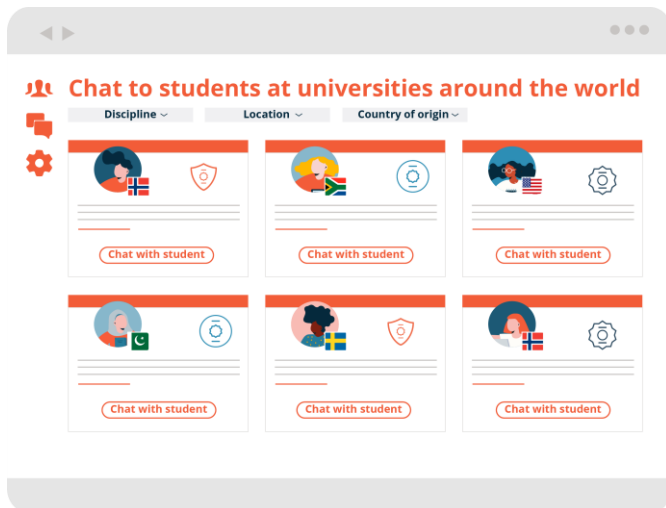 Chat to students at universities around the world
Discipline
Location
Country of origin
Chat with student
Chat with student
Chat with student
Chat with student
Chat with student
Chat with student